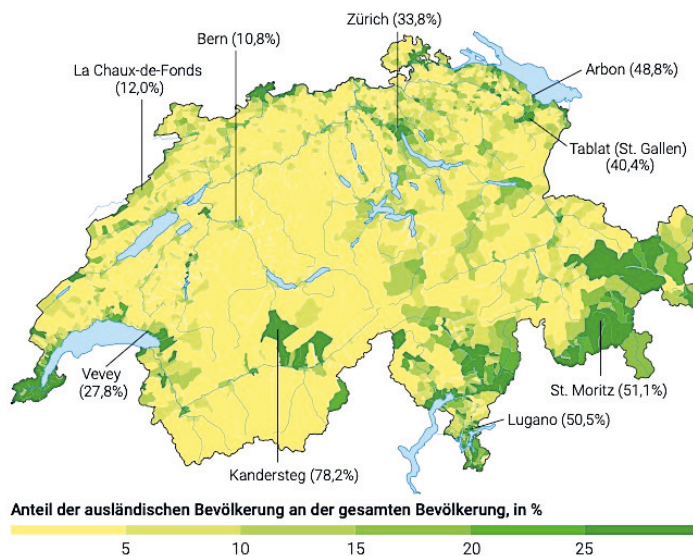 Zürich (33,8%)
Bern (10,8%)
La Chaux-de-Fonds
(12,0%)
Arbon (48,8%)
Tablat (St. Gallen)
(40,4%)
Vevey
(27,8%)
St. Moritz (51,1%)
Lugano (50,5%)
Kandersteg (78,2%)
Anteil der ausländischen Bevölkerung an der gesamten Bevölkerung, in %
5 10 15 20 25